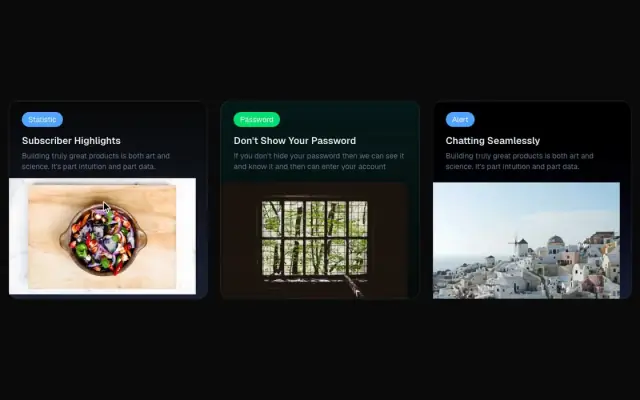 Statistic
Subscriber Highlights
Building truly great products is both art and
science. It's part intuition and part data.
Password
Don't Show Your Password
If you don't hide your password then we can see it
and know it and then can enter your account
Alert
Chatting Seamlessly
Building truly great products is both art and
science. It's part intuition and part data.